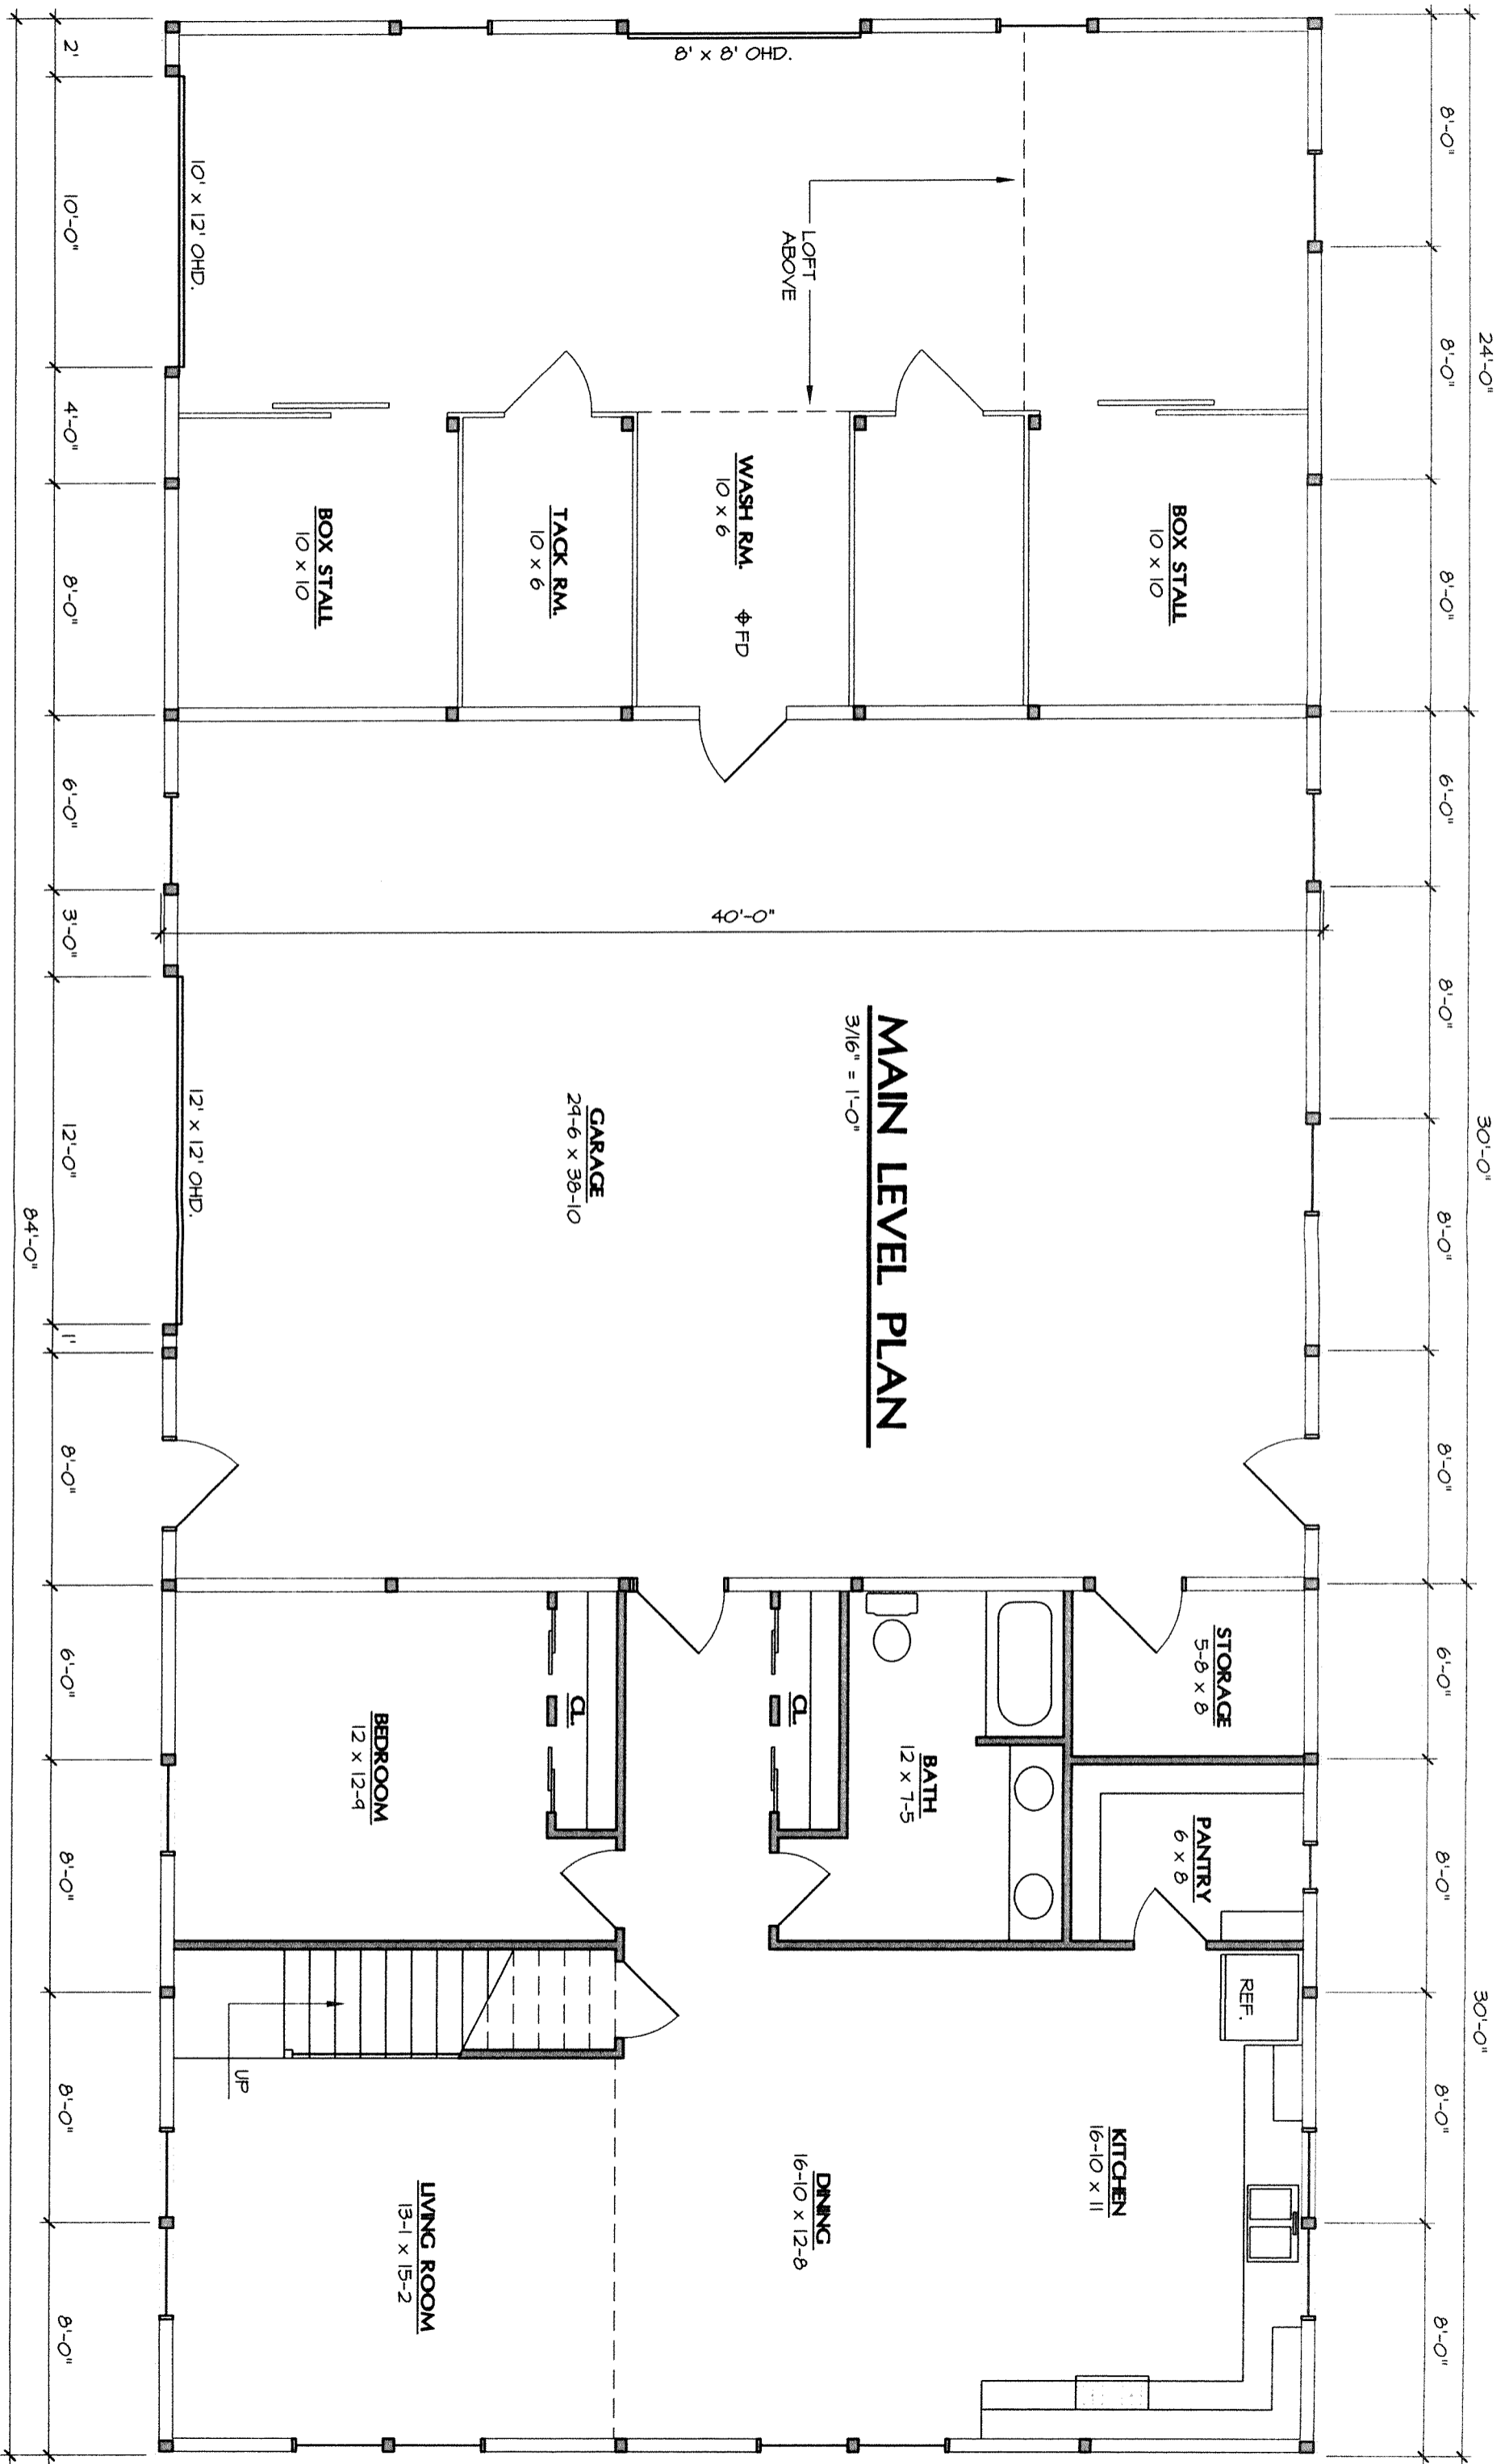 24'-0"
30'-0"
30'-0"
8'-0"
8'-0"
8'-0"
6'-0"
8'-0"
8'-0"
8'-0"
6'-0"
8'-0"
8'-0"
8'-0"
BOX STALL
10 x 10
STORAGE
5-8 x 8
PANTRY
6 x 8
REF.
KITCHEN
16-10 x 11
BATH
12 x 7-5
MAIN LEVEL PLAN
3/16" = 1'-0"
LOFT
ABOVE
WASH RM.
10 x 6
FD
CL.
DINING
16-10 x 12-8
8' x 8' OHD.
40'-0"
TACK RM.
10 x 6
GARAGE
29-6 x 38-10
CL.
BOX STALL
10 x 10
BEDROOM
12 x 12-9
LIVING ROOM
13-1 x 15-2
UP
10' x 12' OHD.
12' x 12' OHD.
2'
10'-0"
4'-0"
8'-0"
6'-0"
3'-0"
12'-0"
1'
8'-0"
6'-0"
8'-0"
8'-0"
8'-0"
84'-0"